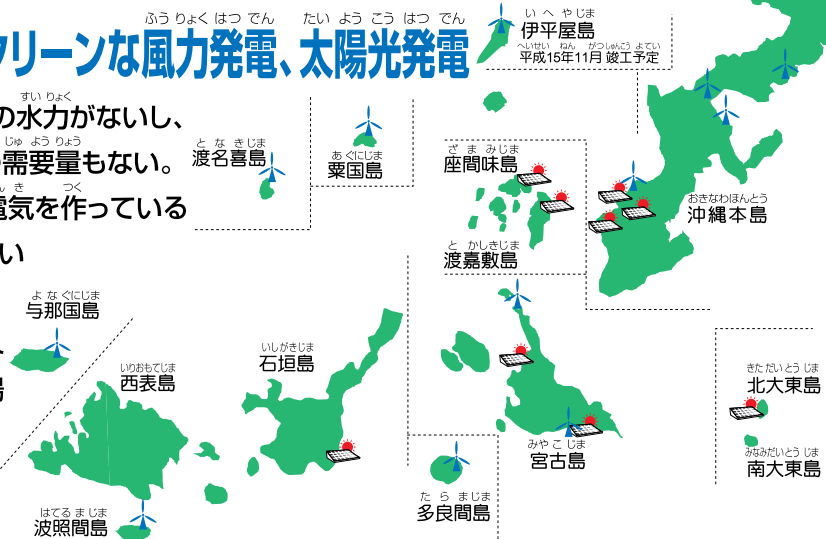 ふうりょくはつでん たいようこうはつでん
クリーンな風力発電、太陽光発電
すいりょく
の水力がないし、
じゅようりょう
需要量もない。
んき つく
電気を作っている
い
いへやじま
伊平屋島
へいせい ねん がつしゅんこうよてい
平成15年11月 竣工予定
となきじま
渡名喜島
あぐにじま
粟国島
ざまみじま
座間味島
おきなわほんとう
沖縄本島
とかしきじま
渡嘉敷島
よなぐにじま
与那国島
いしがきじま
石垣島
いりおもてじま
西表島
きただいとうじま
北大東島
みやこじま
宮古島
みなみだいとうじま
南大東島
たらまじま
多良間島
はてるまじま
波照間島